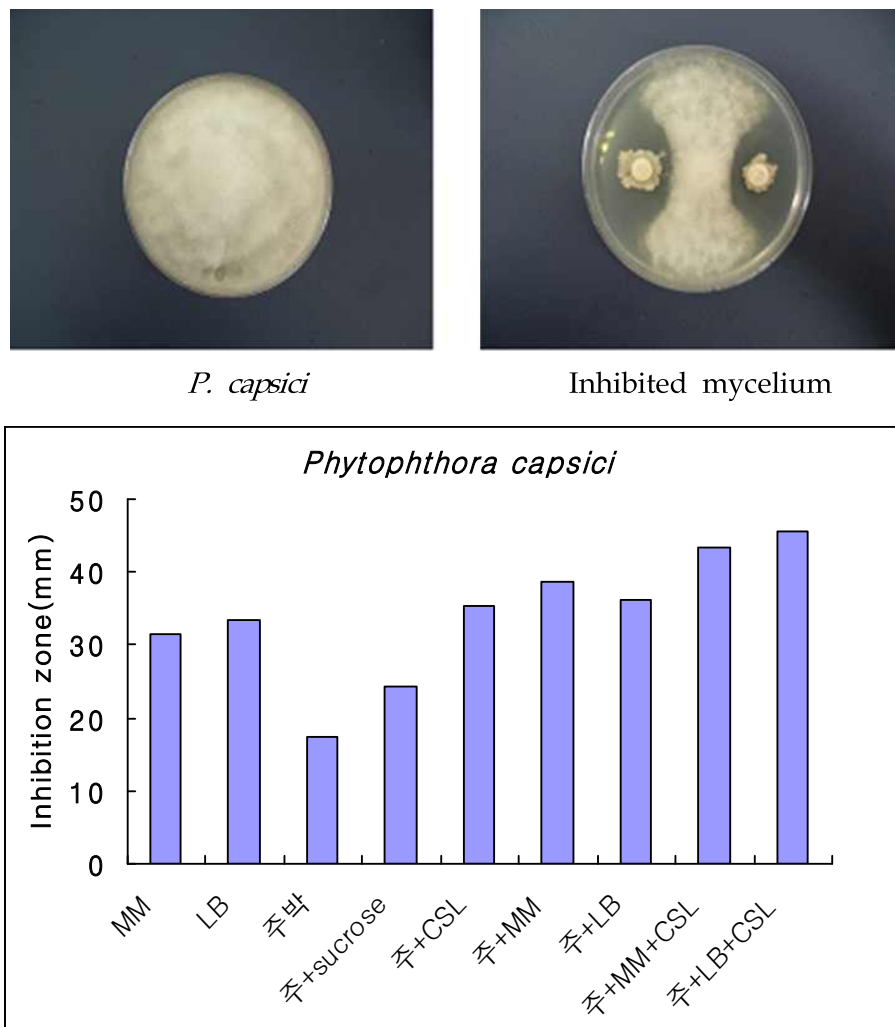 P. capsici
Inhibited mycelium
Phytophthora capsici
Inhibition zone(mm)
50
40
30
20
10
0
MM
LB
주박
주+sucrose
주+CSL
주+MM
주+LB
주+MM+CSL
주+LB+CSL